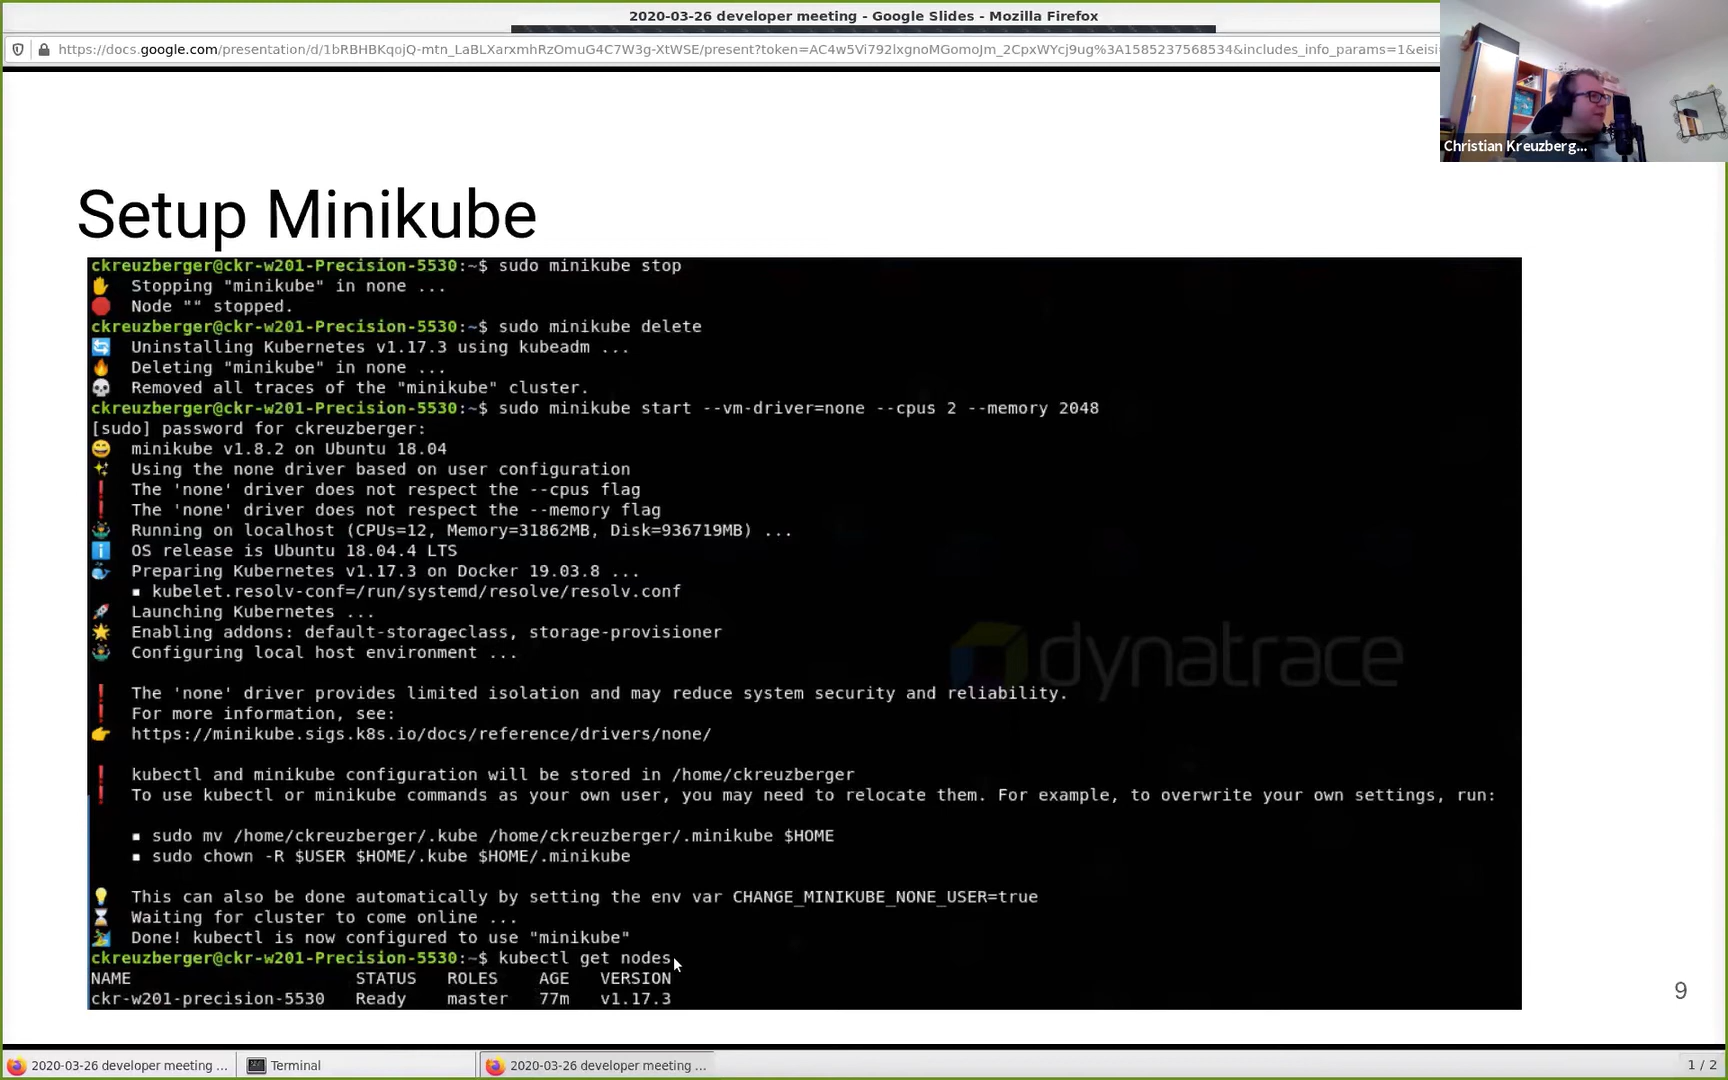 2020-03-26 developer meeting - Google Slides - Mozilla Firefox
https://docs.google.com/presentation/d/1bRBHBKqojQ-mtn_LaBLXarxmhRzOmuG4C7W3g-XtWSE/present?token=AC4w5Vi792lxgnoMGomoJm_2CpxWYcj9ug%3A1585237568534&includes_info_params=1&eisi
Christian Kreuzberg...
Setup Minikube
ckreuzberger@ckr-w201-Precision-5530:~$ sudo minikube stop
Stopping "minikube" in none ...
Node "" stopped.
ckreuzberger@ckr-w201-Precision-5530:~$ sudo minikube delete
Uninstalling Kubernetes v1.17.3 using kubeadm ...
Deleting "minikube" in none ...
Removed all traces of the "minikube" cluster.
ckreuzberger@ckr-w201-Precision-5530:~$ sudo minikube start --vm-driver=none --cpus 2 --memory 2048
[sudo] password for ckreuzberger:
minikube v1.8.2 on Ubuntu 18.04
Using the none driver based on user configuration
The 'none' driver does not respect the --cpus flag
The 'none' driver does not respect the --memory flag
Running on localhost (CPUs=12, Memory=31862MB, Disk=936719MB) ...
OS release is Ubuntu 18.04.4 LTS
Preparing Kubernetes v1.17.3 on Docker 19.03.8 ...
▪ kubelet.resolv-conf=/run/systemd/resolve/resolv.conf
Launching Kubernetes ...
Enabling addons: default-storageclass, storage-provisioner
Configuring local host environment ...
dynatrace
The 'none' driver provides limited isolation and may reduce system security and reliability.
For more information, see:
https://minikube.sigs.k8s.io/docs/reference/drivers/none/
kubectl and minikube configuration will be stored in /home/ckreuzberger
To use kubectl or minikube commands as your own user, you may need to relocate them. For example, to overwrite your own settings, run:
▪ sudo mv /home/ckreuzberger/.kube /home/ckreuzberger/.minikube $HOME
▪ sudo chown -R $USER $HOME/.kube $HOME/.minikube
This can also be done automatically by setting the env var CHANGE_MINIKUBE_NONE_USER=true
Waiting for cluster to come online ...
Done! kubectl is now configured to use "minikube"
ckreuzberger@ckr-w201-Precision-5530:~$ kubectl get nodes
NAME STATUS ROLES AGE VERSION
ckr-w201-precision-5530 Ready master 77m v1.17.3
9
2020-03-26 developer meeting ... Terminal 2020-03-26 developer meeting ... 1 / 2